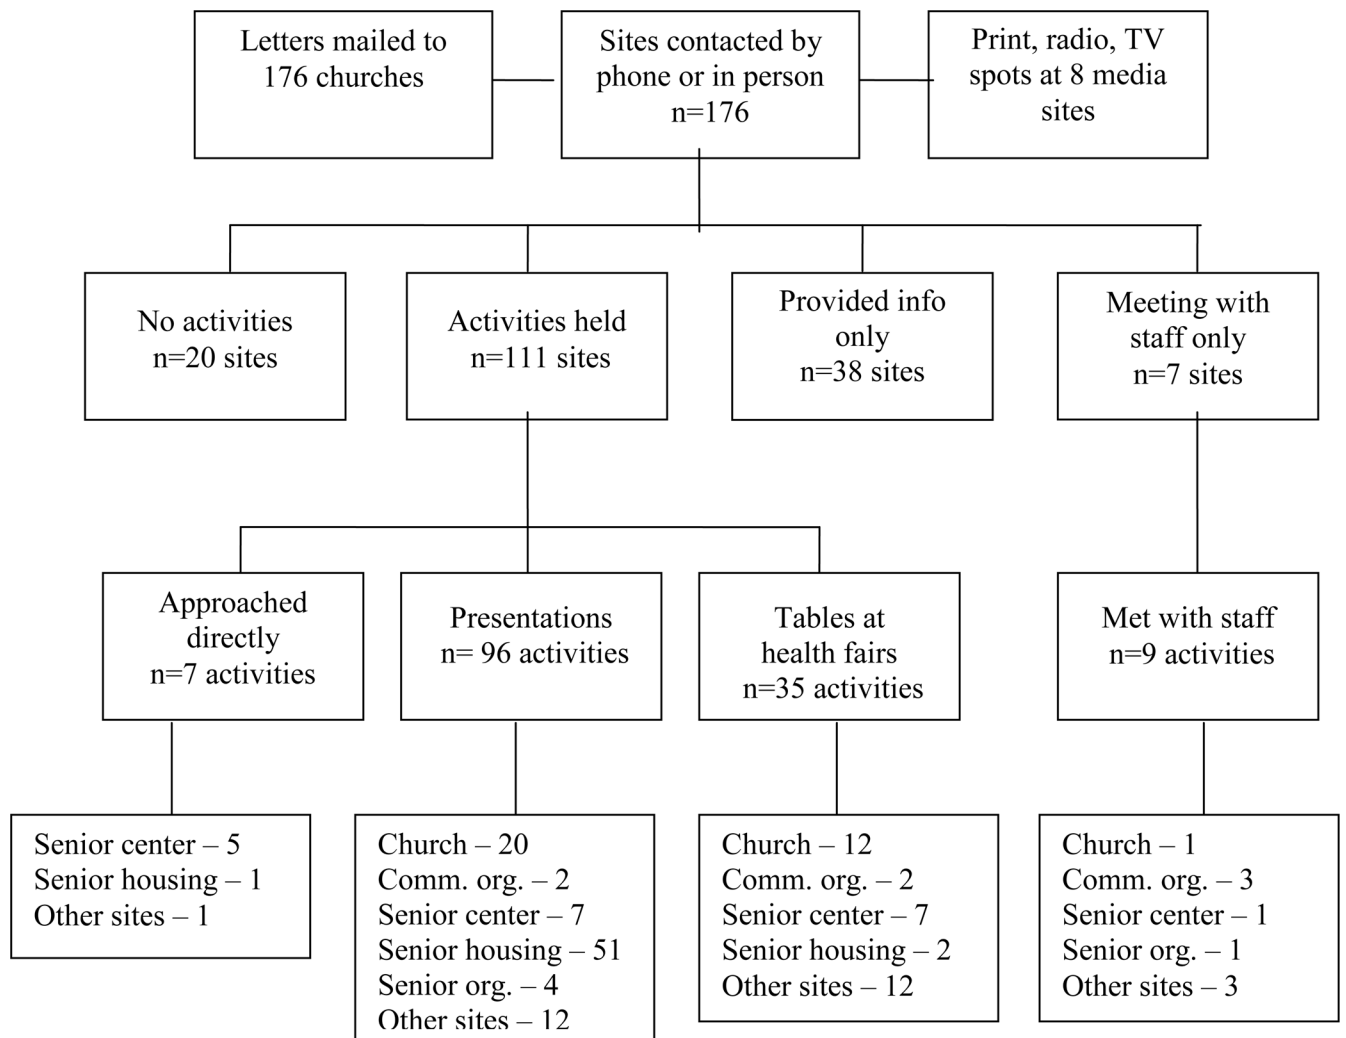 Letters mailed to
176 churches
Sites contacted by
phone or in person
n=176
Print, radio, TV
spots at 8 media
sites
No activities
n=20 sites
Activities held
n=111 sites
Provided info
only
n=38 sites
Meeting with
staff only
n=7 sites
Approached
directly
n=7 activities
Presentations
n= 96 activities
Tables at
health fairs
n=35 activities
Met with staff
n=9 activities
Senior center – 5
Senior housing – 1
Other sites – 1
Church – 20
Comm. org. – 2
Senior center – 7
Senior housing – 51
Senior org. – 4
Other sites – 12
Church – 12
Comm. org. – 2
Senior center – 7
Senior housing – 2
Other sites – 12
Church – 1
Comm. org. – 3
Senior center – 1
Senior org. – 1
Other sites – 3